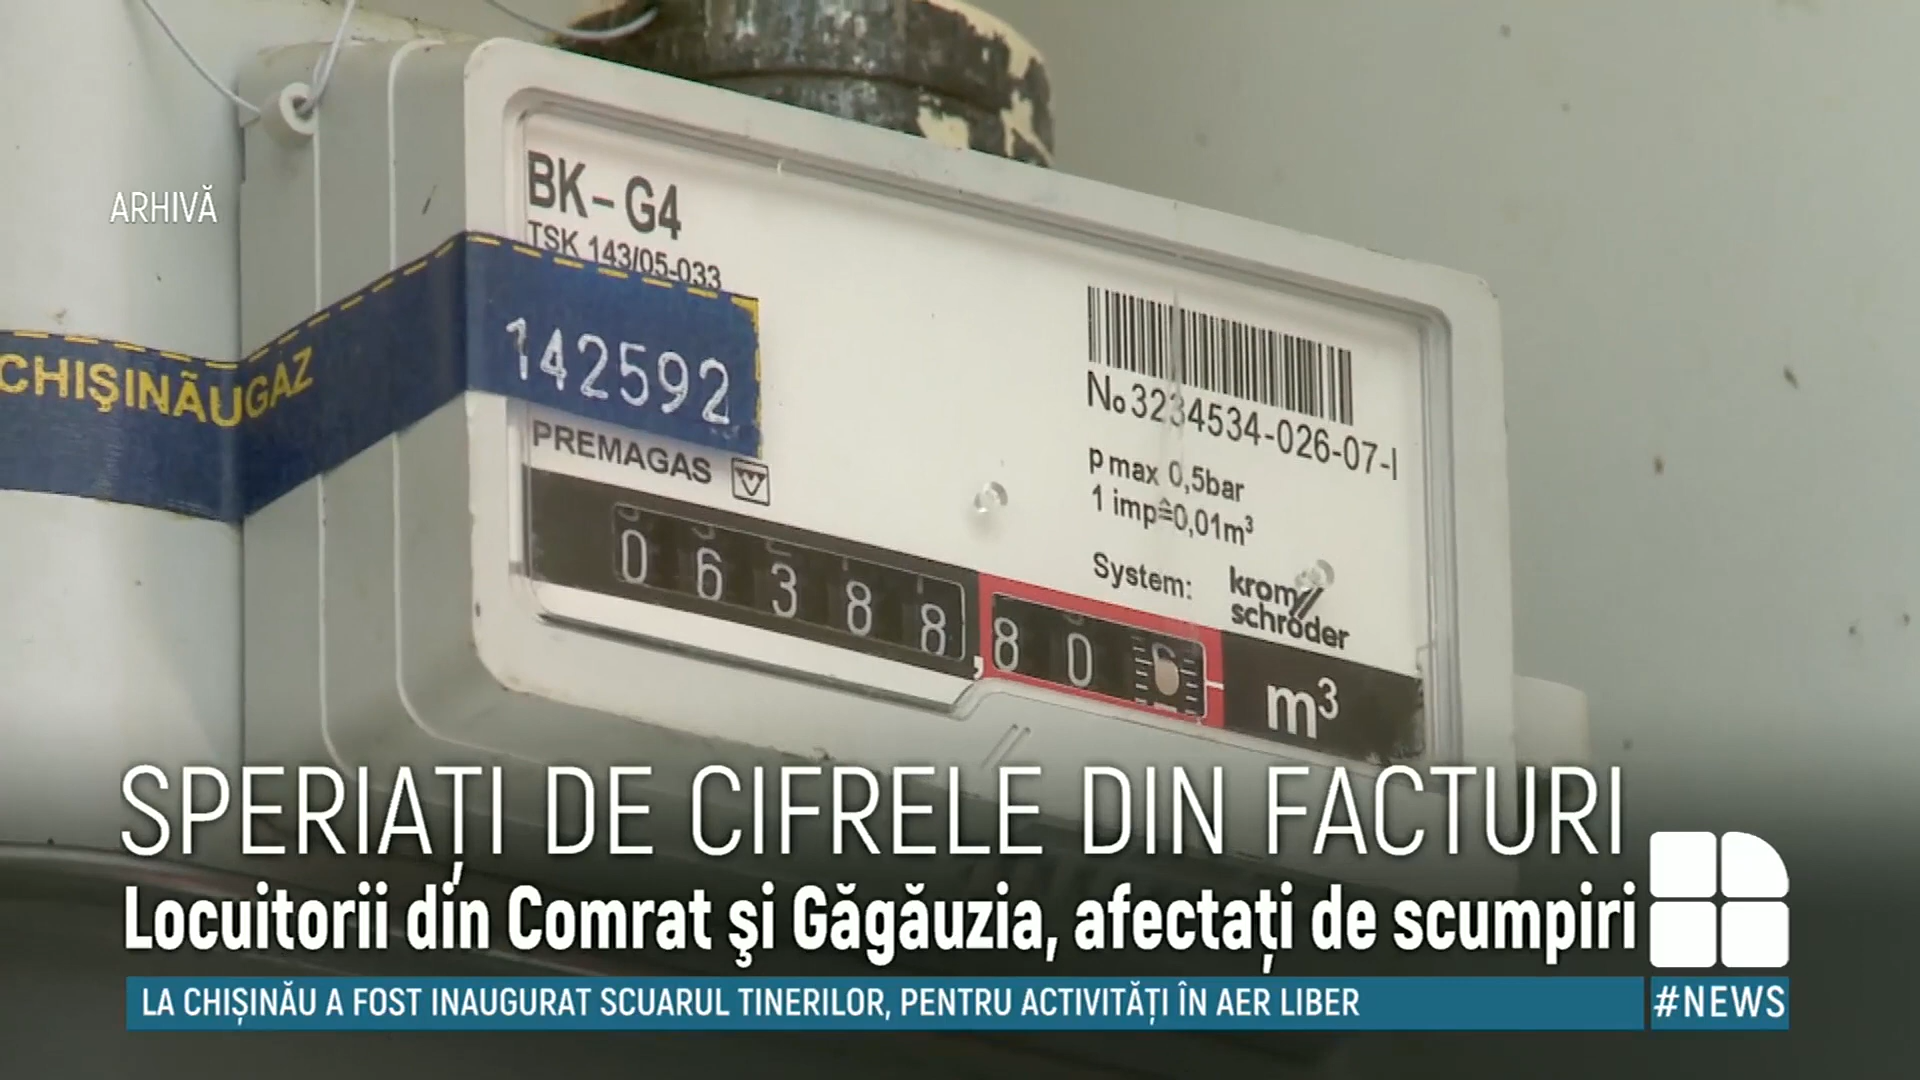 ARHIVĂ
BK-G4
TSK 143/05-033
CHIŞINĂUGAZ
142592
PREMAGAS
No3234534-026-07-I
p max 0,5bar
1 imp≙0,01m³
System: krom// schröder
06388,80
m³
SPERIAȚI DE CIFRELE DIN FACTURI
Locuitorii din Comrat şi Găgăuzia, afectați de scumpiri
LA CHIȘINĂU A FOST INAUGURAT SCUARUL TINERILOR, PENTRU ACTIVITĂȚI ÎN AER LIBER
#NEWS